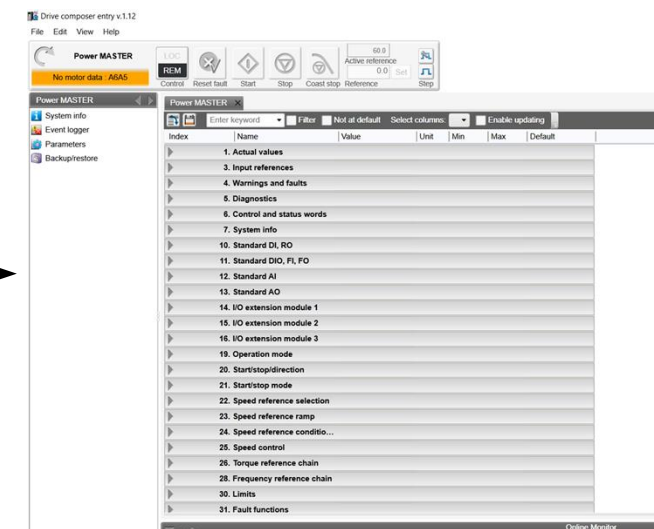 Drive composer entry v.1.12
File Edit View Help
Power MASTER
No motor data : A6A5
LOC
REM
Control Reset fault Start Stop Coast stop Reference Step
60.0
Active reference
0.0 Set
Power MASTER
System info
Event logger
Parameters
Backup/restore
Power MASTER ×
Enter keyword Filter Not at default Select columns: Enable updating
Index Name Value Unit Min Max Default
1. Actual values
3. Input references
4. Warnings and faults
5. Diagnostics
6. Control and status words
7. System info
10. Standard DI, RO
11. Standard DIO, FI, FO
12. Standard AI
13. Standard AO
14. I/O extension module 1
15. I/O extension module 2
16. I/O extension module 3
19. Operation mode
20. Start/stop/direction
21. Start/stop mode
22. Speed reference selection
23. Speed reference ramp
24. Speed reference conditio...
25. Speed control
26. Torque reference chain
28. Frequency reference chain
30. Limits
31. Fault functions
Online Monitor